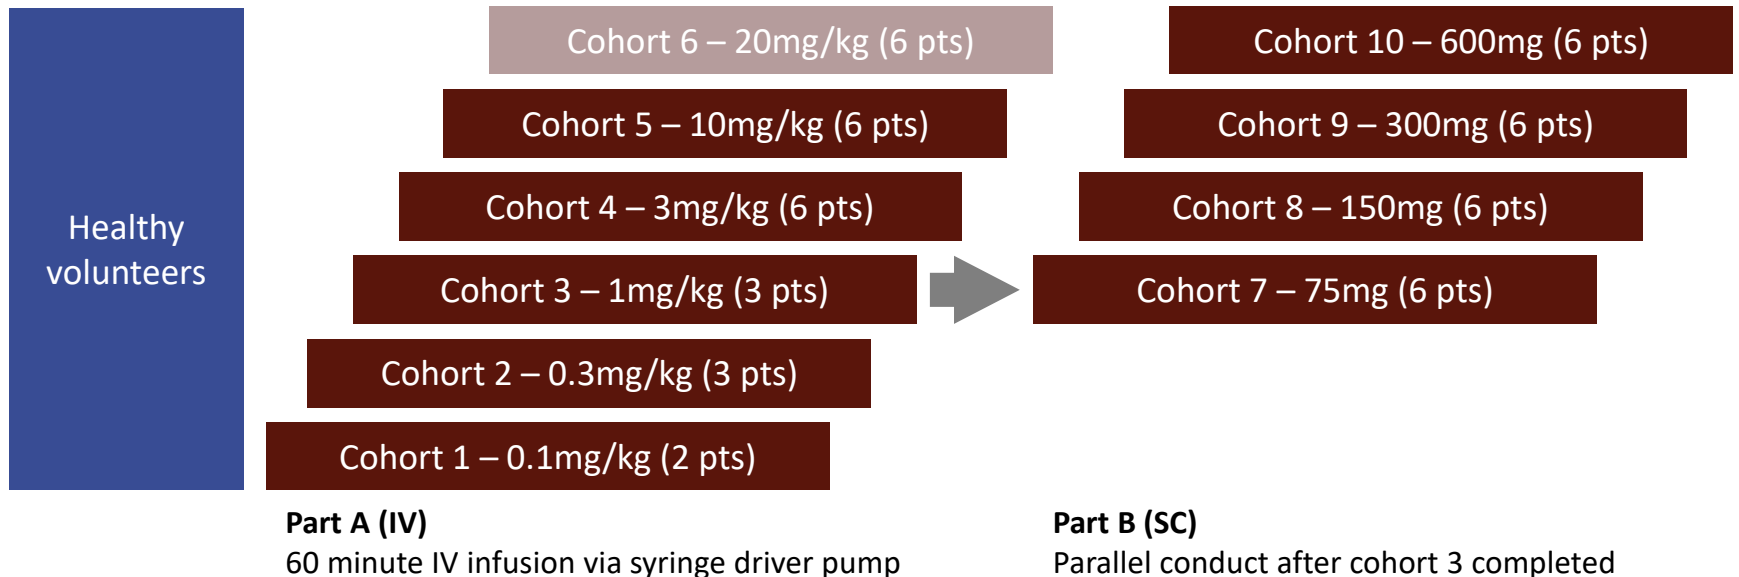 Healthy
volunteers
Cohort 6 – 20mg/kg (6 pts)
Cohort 5 – 10mg/kg (6 pts)
Cohort 4 – 3mg/kg (6 pts)
Cohort 3 – 1mg/kg (3 pts)
Cohort 2 – 0.3mg/kg (3 pts)
Cohort 1 – 0.1mg/kg (2 pts)
Part A (IV)
60 minute IV infusion via syringe driver pump
Cohort 10 – 600mg (6 pts)
Cohort 9 – 300mg (6 pts)
Cohort 8 – 150mg (6 pts)
Cohort 7 – 75mg (6 pts)
Part B (SC)
Parallel conduct after cohort 3 completed